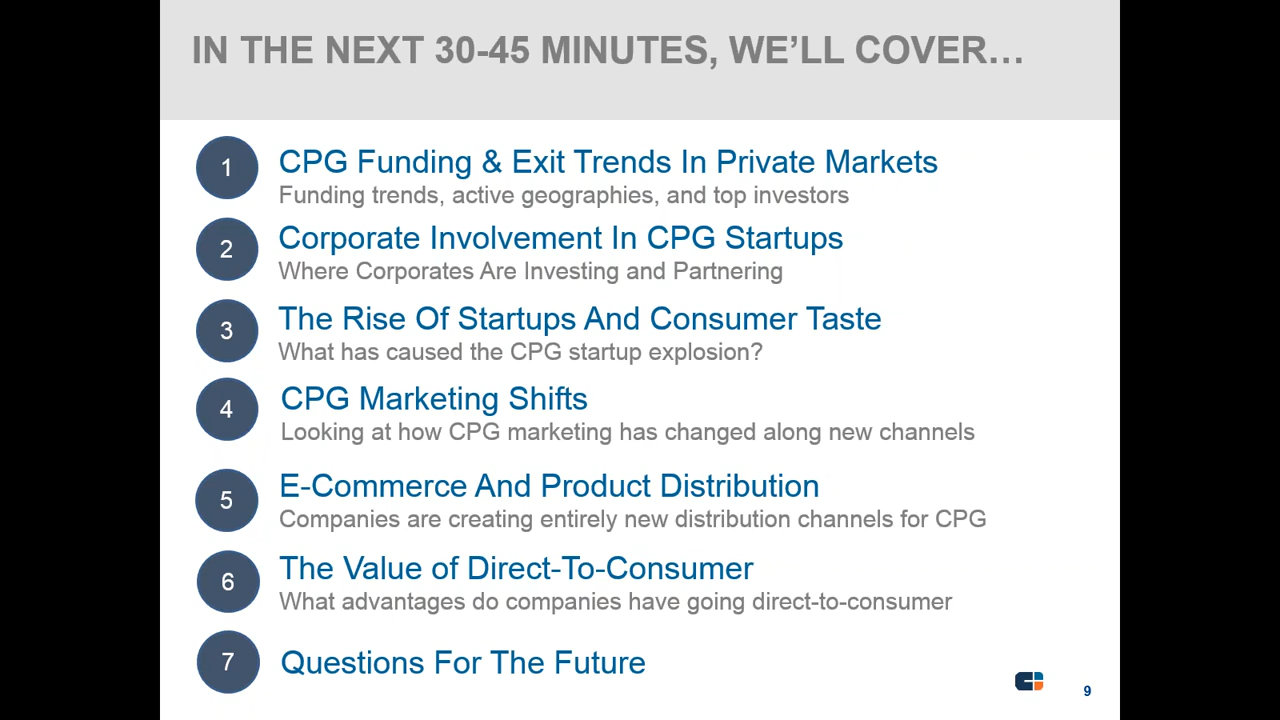 IN THE NEXT 30-45 MINUTES, WE’LL COVER…
1
CPG Funding & Exit Trends In Private Markets
Funding trends, active geographies, and top investors
2
Corporate Involvement In CPG Startups
Where Corporates Are Investing and Partnering
3
The Rise Of Startups And Consumer Taste
What has caused the CPG startup explosion?
4
CPG Marketing Shifts
Looking at how CPG marketing has changed along new channels
5
E-Commerce And Product Distribution
Companies are creating entirely new distribution channels for CPG
6
The Value of Direct-To-Consumer
What advantages do companies have going direct-to-consumer
7
Questions For The Future
9